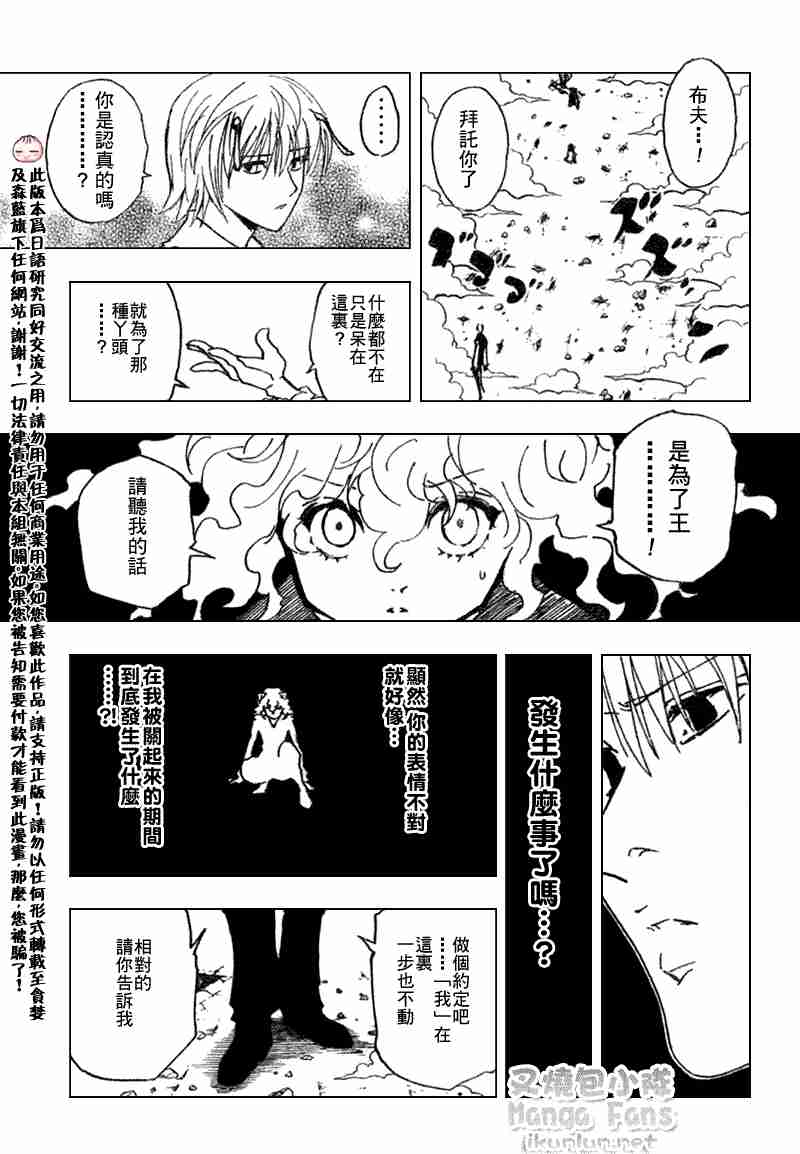 布夫…！
拜託你了
ズズズン
……
你是認真的嗎
…………？
什麼都不在
只是呆在
這裏？
就為了那
種丫頭
……？
是為了王
…………！
請聽我的話
發生什麼事了嗎…？
顯然 你的表情不對
就好像…
在我被關起來的期間
到底發生了什麼
……?!
做個約定吧
……「我」在
這裏
一步也不動
相對的
請你告訴我
此版本爲日語研究同好交流之用,請勿用于任何商業用途,如您喜歡此作品,請支持正版!請勿以任何形式轉載至貪婪
及森藍旗下任何網站,謝謝!一切法律責任與本組無關,如果您被告知需要付款才能看到此漫畫,那麼,您被騙了!
叉燒包小隊
Manga Fans
jikunlun.net